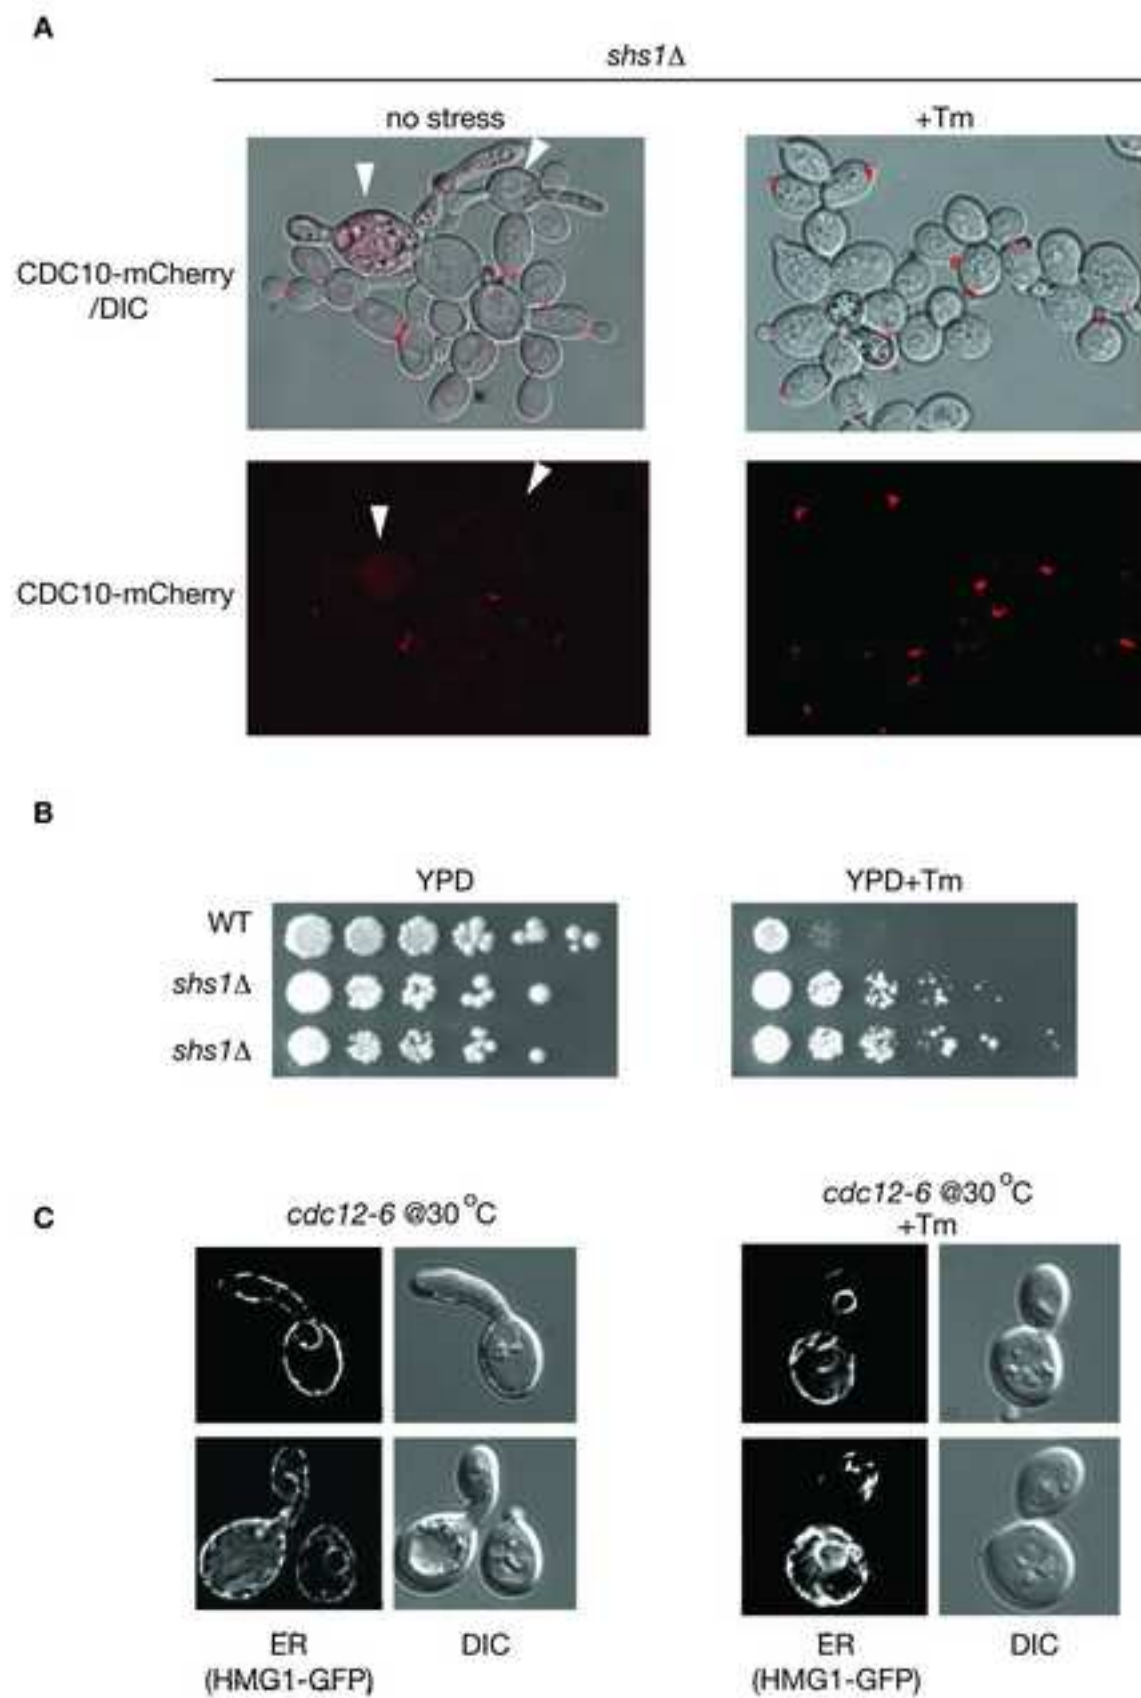 A
shs1Δ
no stress
+Tm
CDC10-mCherry
/DIC
CDC10-mCherry
B
YPD
YPD+Tm
WT
shs1Δ
shs1Δ
C
cdc12-6 @30 °C
cdc12-6 @30 °C
+Tm
ER
(HMG1-GFP)
DIC
ER
(HMG1-GFP)
DIC